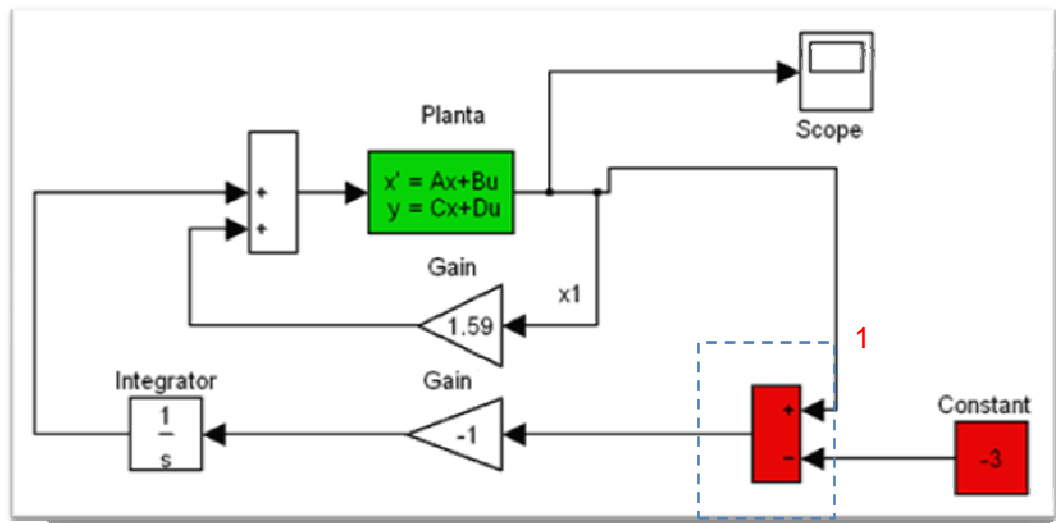 Scope
Planta
+
+
x' = Ax+Bu
y = Cx+Du
Gain
x1
1.59
1
Integrator
Gain
Constant
1
s
-1
+
−
-3